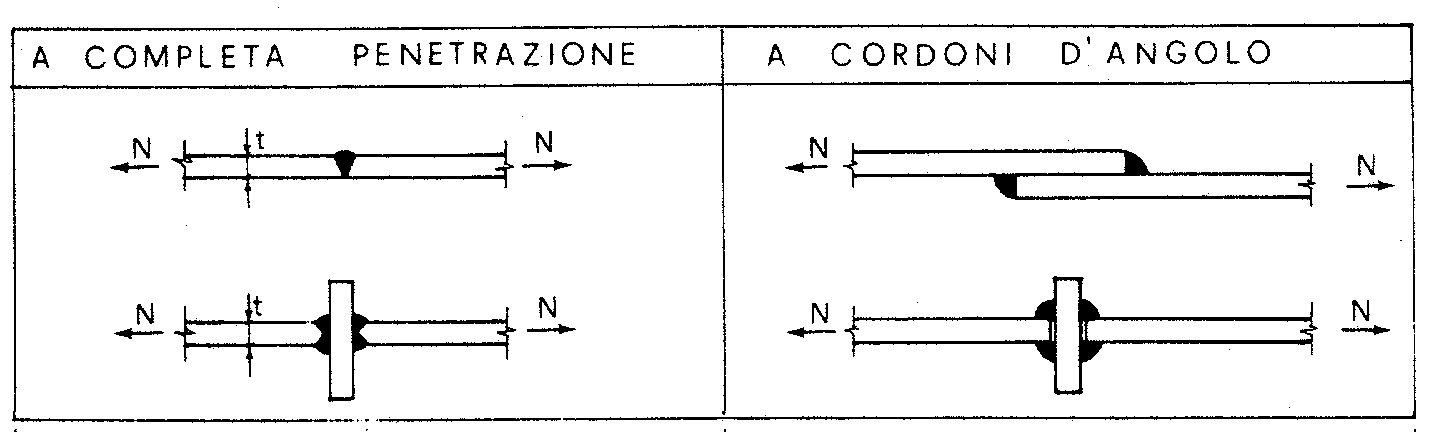 A COMPLETA PENETRAZIONE
A CORDONI D'ANGOLO
N t N
N N
N t N
N N